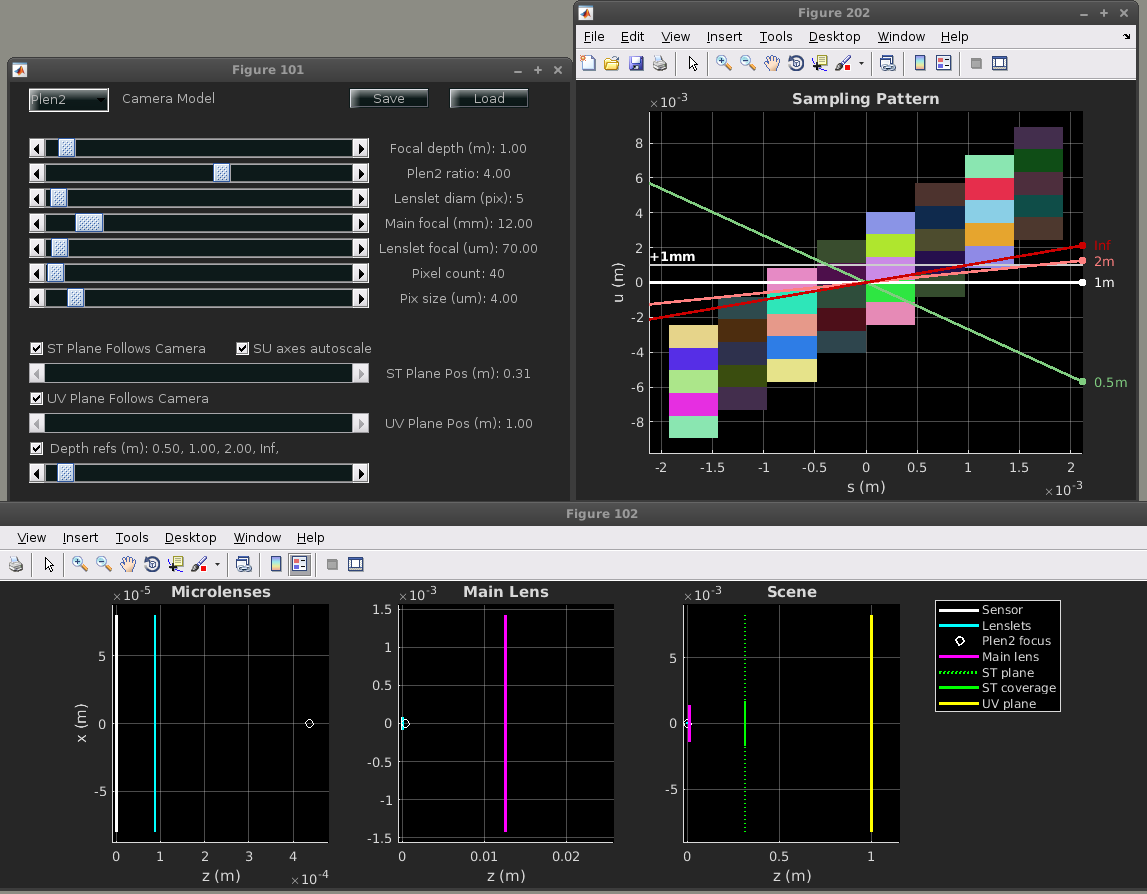 Figure 101
Plen2
Camera Model
Save
Load
Focal depth (m): 1.00
Plen2 ratio: 4.00
Lenslet diam (pix): 5
Main focal (mm): 12.00
Lenslet focal (um): 70.00
Pixel count: 40
Pix size (um): 4.00
ST Plane Follows Camera
SU axes autoscale
ST Plane Pos (m): 0.31
UV Plane Follows Camera
UV Plane Pos (m): 1.00
Depth refs (m): 0.50, 1.00, 2.00, Inf,
Figure 202
File Edit View Insert Tools Desktop Window Help
×10⁻³
Sampling Pattern
8
6
4
2
0
-2
-4
-6
-8
u (m)
+1mm
Inf
2m
1m
0.5m
-2 -1.5 -1 -0.5 0 0.5 1 1.5 2
s (m)
×10⁻³
Figure 102
View Insert Tools Desktop Window Help
×10⁻⁵
Microlenses
5
0
-5
x (m)
0 1 2 3 4
z (m)
×10⁻⁴
×10⁻³
Main Lens
1.5
1
0.5
0
-0.5
-1
-1.5
0 0.01 0.02
z (m)
×10⁻³
Scene
5
0
-5
0 0.5 1
z (m)
Sensor
Lenslets
Plen2 focus
Main lens
ST plane
ST coverage
UV plane